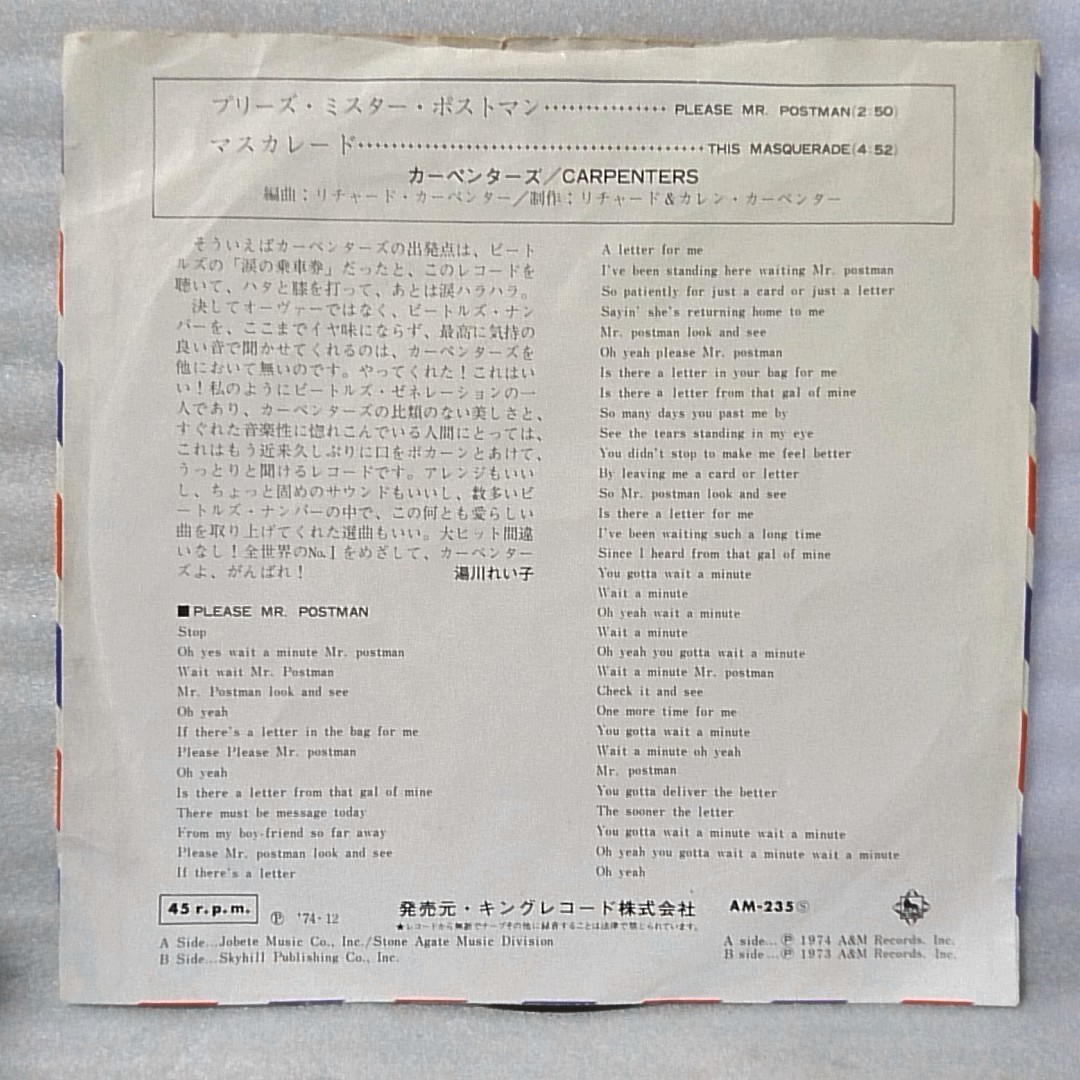 プリーズ・ミスター・ポストマン・・・・・・・・・・・・・・・PLEASE MR. POSTMAN(2:50)
マスカレード・・・・・・・・・・・・・・・・・・・・・・・・・・・・・・・・・・・・・・・・・・THIS MASQUERADE(4:52)
カーペンターズ/CARPENTERS
編曲:リチャード・カーペンター/制作:リチャード&カレン・カーペンター
そういえばカーペンターズの出発点は、ビート
ルズの「涙の乗車券」だったと、このレコードを
聴いて、ハタと膝を打って、あとは涙ハラハラ。
決してオーヴァーではなく、ビートルズ・ナン
バーを、ここまでイヤ味にならず、最高に気持の
良い音で聞かせてくれるのは、カーペンターズを
他において無いのです。やってくれた!これはい
い!私のようにビートルズ・ゼネレーションの一
人であり、カーペンターズの比類のない美しさと、
すぐれた音楽性に惚れこんでいる人間にとっては、
これはもう近来久しぶりに口をポカーンとあけて、
うっとりと聞けるレコードです。アレンジもいい
し、ちょっと固めのサウンドもいいし、数多いビ
ートルズ・ナンバーの中で、この何とも愛らしい
曲を取り上げてくれた選曲もいい。大ヒット間違
いなし!全世界のNo.1をめざして、カーペンター
ズよ、がんばれ!
湯川れい子
■PLEASE MR. POSTMAN
Stop
Oh yes wait a minute Mr. postman
Wait wait Mr. Postman
Mr. Postman look and see
Oh yeah
If there's a letter in the bag for me
Please Please Mr. postman
Oh yeah
Is there a letter from that gal of mine
There must be message today
From my boy-friend so far away
Please Mr. postman look and see
If there's a letter
A letter for me
I've been standing here waiting Mr. postman
So patiently for just a card or just a letter
Sayin' she's returning home to me
Mr. postman look and see
Oh yeah please Mr. postman
Is there a letter in your bag for me
Is there a letter from that gal of mine
So many days you past me by
See the tears standing in my eye
You didn't stop to make me feel better
By leaving me a card or letter
So Mr. postman look and see
Is there a letter for me
I've been waiting such a long time
Since I heard from that gal of mine
You gotta wait a minute
Wait a minute
Oh yeah wait a minute
Wait a minute
Oh yeah you gotta wait a minute
Wait a minute Mr. postman
Check it and see
One more time for me
You gotta wait a minute
Wait a minute oh yeah
Mr. postman
You gotta deliver the better
The sooner the letter
You gotta wait a minute wait a minute
Oh yeah you gotta wait a minute wait a minute
Oh yeah
45 r.p.m. Ⓟ '74-12 発売元・キングレコード株式会社 AM-235Ⓢ
★レコードから無断でテープその他に録音することは法律で禁じられています。
A Side...Jobete Music Co., Inc./Stone Agate Music Division
B Side...Skyhill Publishing Co., Inc.
A side...Ⓟ 1974 A&M Records. Inc.
B side...Ⓟ 1973 A&M Records, Inc.